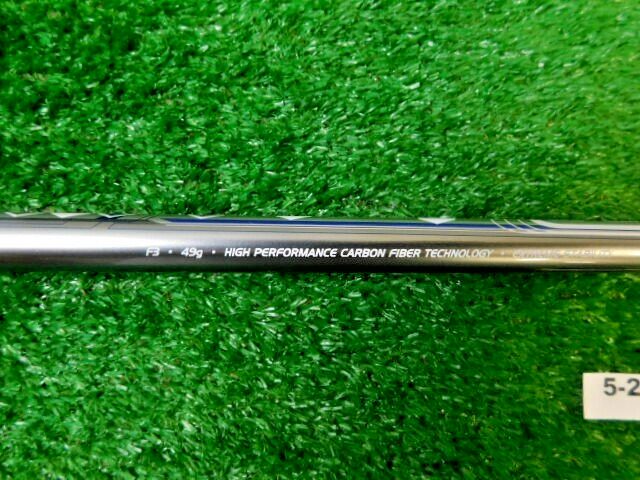 F3 • 49g • HIGH PERFORMANCE CARBON FIBER TECHNOLOGY •
5-2